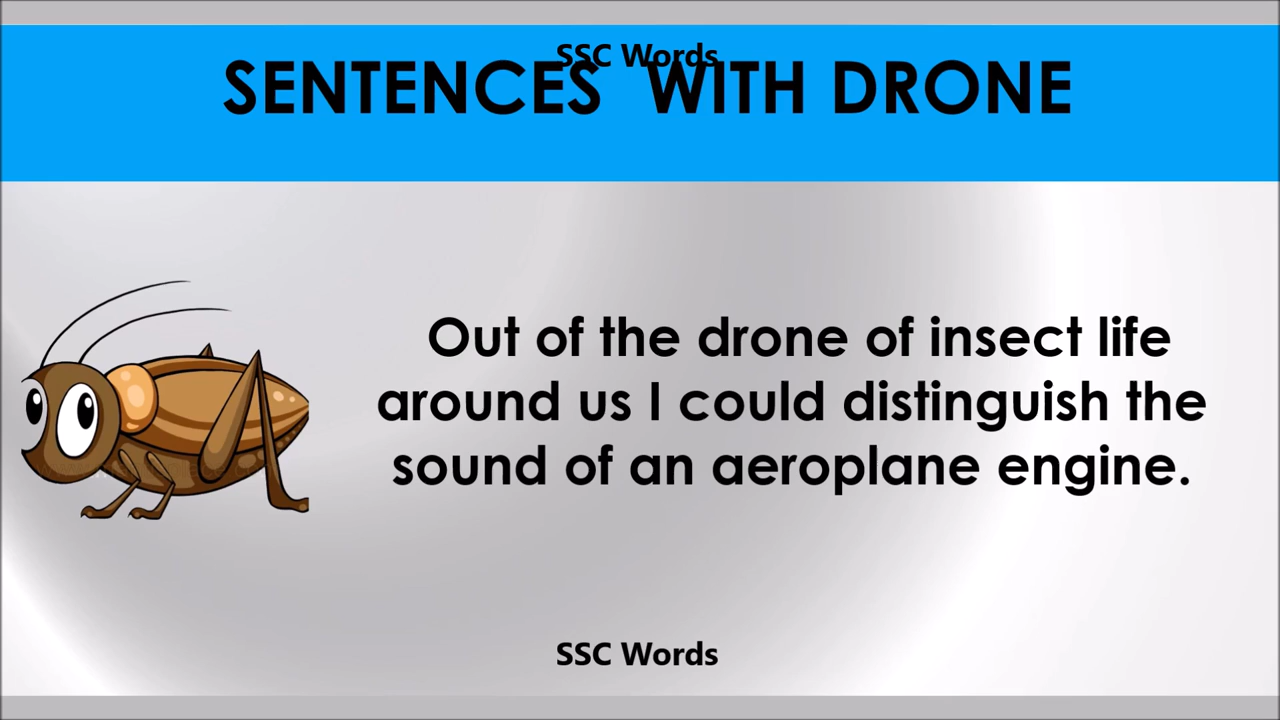 SSC Words
SENTENCES WITH DRONE
Out of the drone of insect life
around us I could distinguish the
sound of an aeroplane engine.
SSC Words